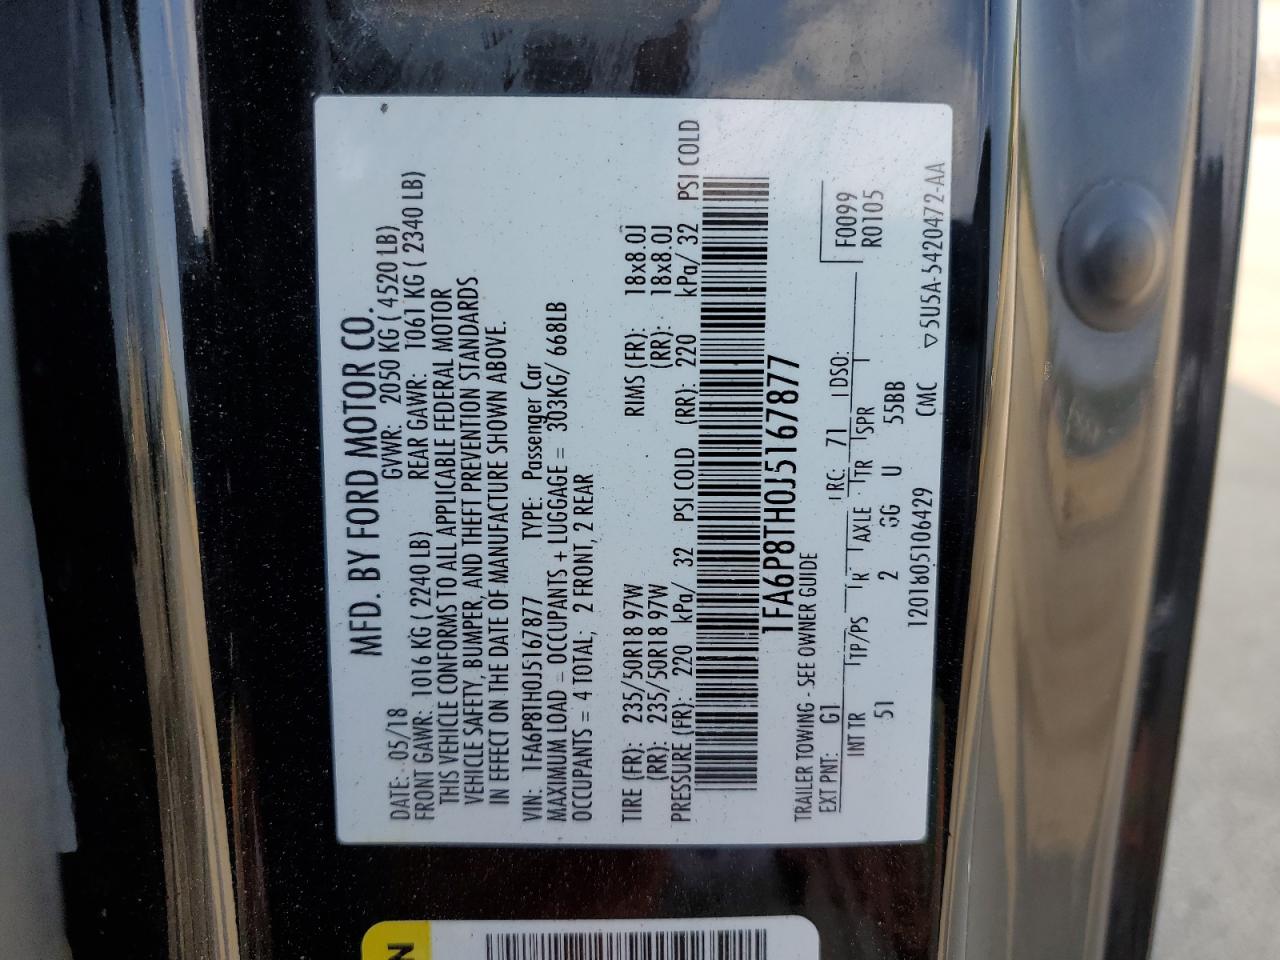 MFD. BY FORD MOTOR CO.
DATE: 05/18 GVWR: 2050 KG ( 4520 LB)
FRONT GAWR: 1016 KG ( 2240 LB) REAR GAWR: 1061 KG ( 2340 LB)
THIS VEHICLE CONFORMS TO ALL APPLICABLE FEDERAL MOTOR
VEHICLE SAFETY, BUMPER, AND THEFT PREVENTION STANDARDS
IN EFFECT ON THE DATE OF MANUFACTURE SHOWN ABOVE.
VIN: 1FA6P8TH0J5167877 TYPE: Passenger Car
MAXIMUM LOAD = OCCUPANTS + LUGGAGE = 303KG/ 668LB
OCCUPANTS = 4 TOTAL; 2 FRONT, 2 REAR
TIRE (FR): 235/50R18 97W RIMS (FR): 18x8.0J
(RR): 235/50R18 97W (RR): 18x8.0J
PRESSURE (FR): 220 kPa/ 32 PSI COLD (RR): 220 kPa/ 32 PSI COLD
1FA6P8TH0J5167877
TRAILER TOWING - SEE OWNER GUIDE
EXT PNT: G1 RC: 71 DSO: F0099
R0105
INT TR TP/PS R AXLE TR SPR
51 2 GG U 55BB
1201805106429 CMC ▽5U5A-5420472-AA
N